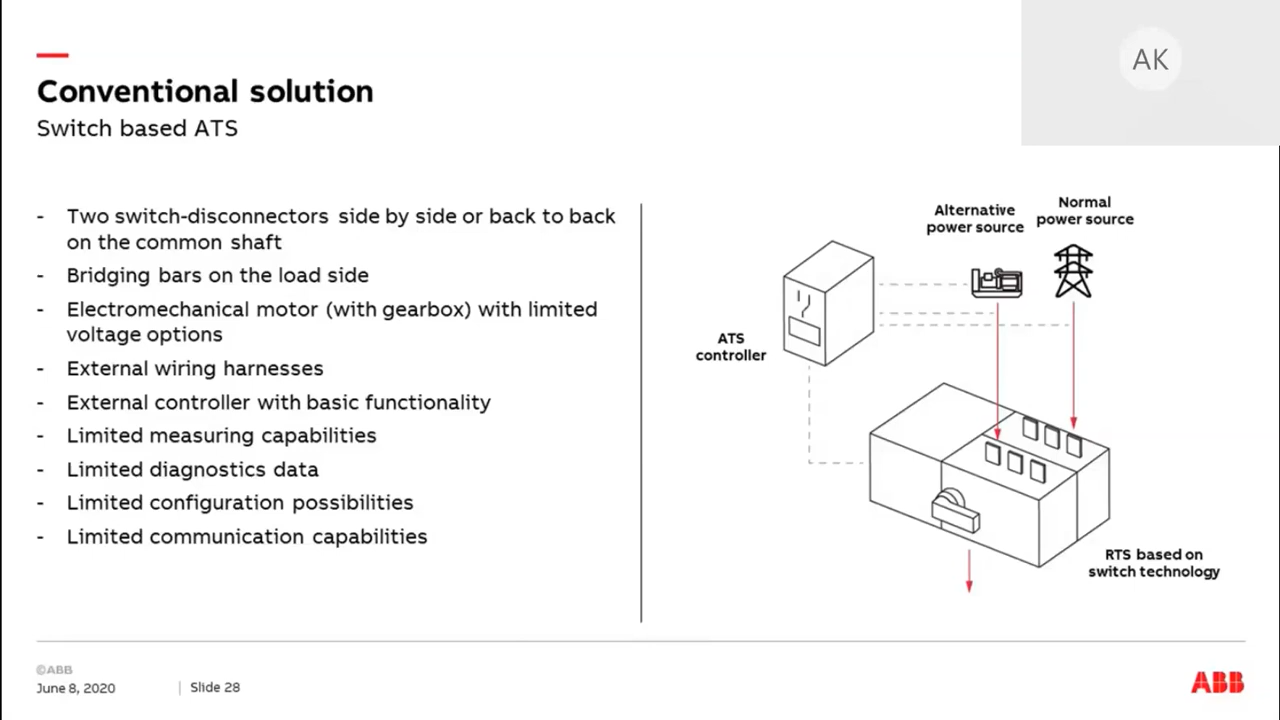 AK
Conventional solution
Switch based ATS
- Two switch-disconnectors side by side or back to back
on the common shaft
- Bridging bars on the load side
- Electromechanical motor (with gearbox) with limited
voltage options
- External wiring harnesses
- External controller with basic functionality
- Limited measuring capabilities
- Limited diagnostics data
- Limited configuration possibilities
- Limited communication capabilities
Alternative
power source
Normal
power source
ATS
controller
RTS based on
switch technology
©ABB
June 8, 2020
Slide 28
ABB